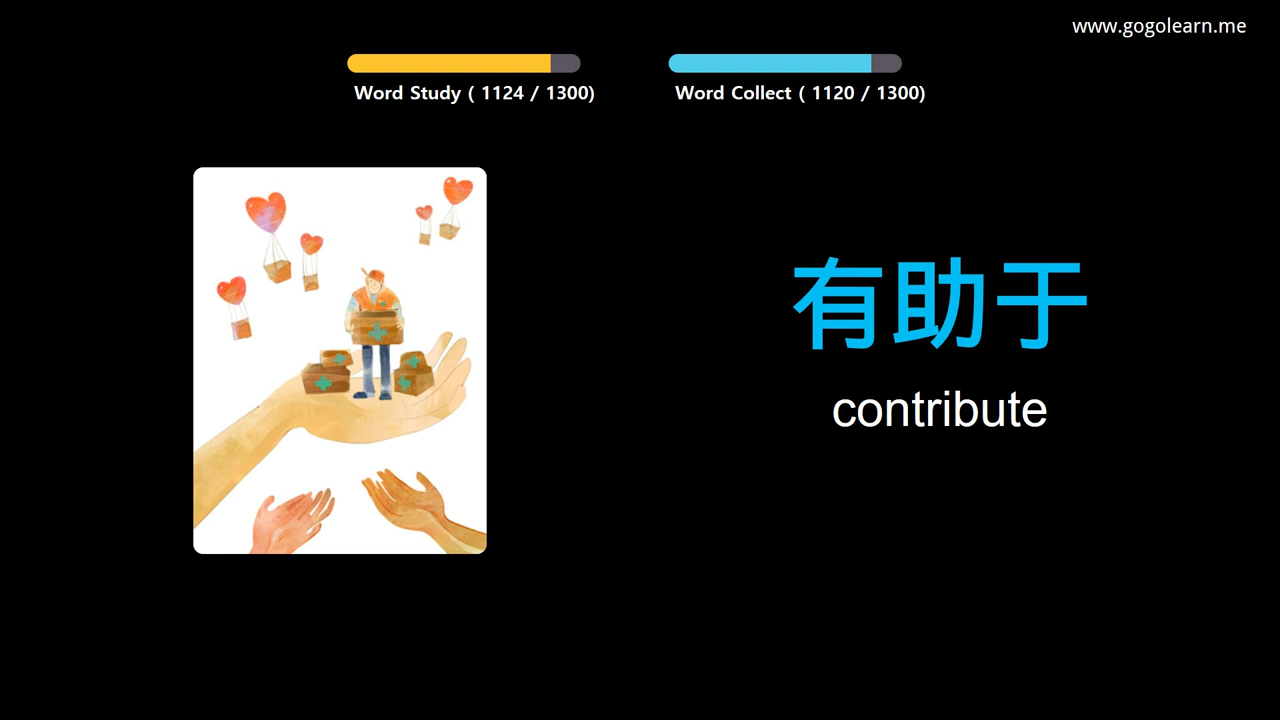 www.gogolearn.me
Word Study ( 1124 / 1300)
Word Collect ( 1120 / 1300)
有助于
contribute